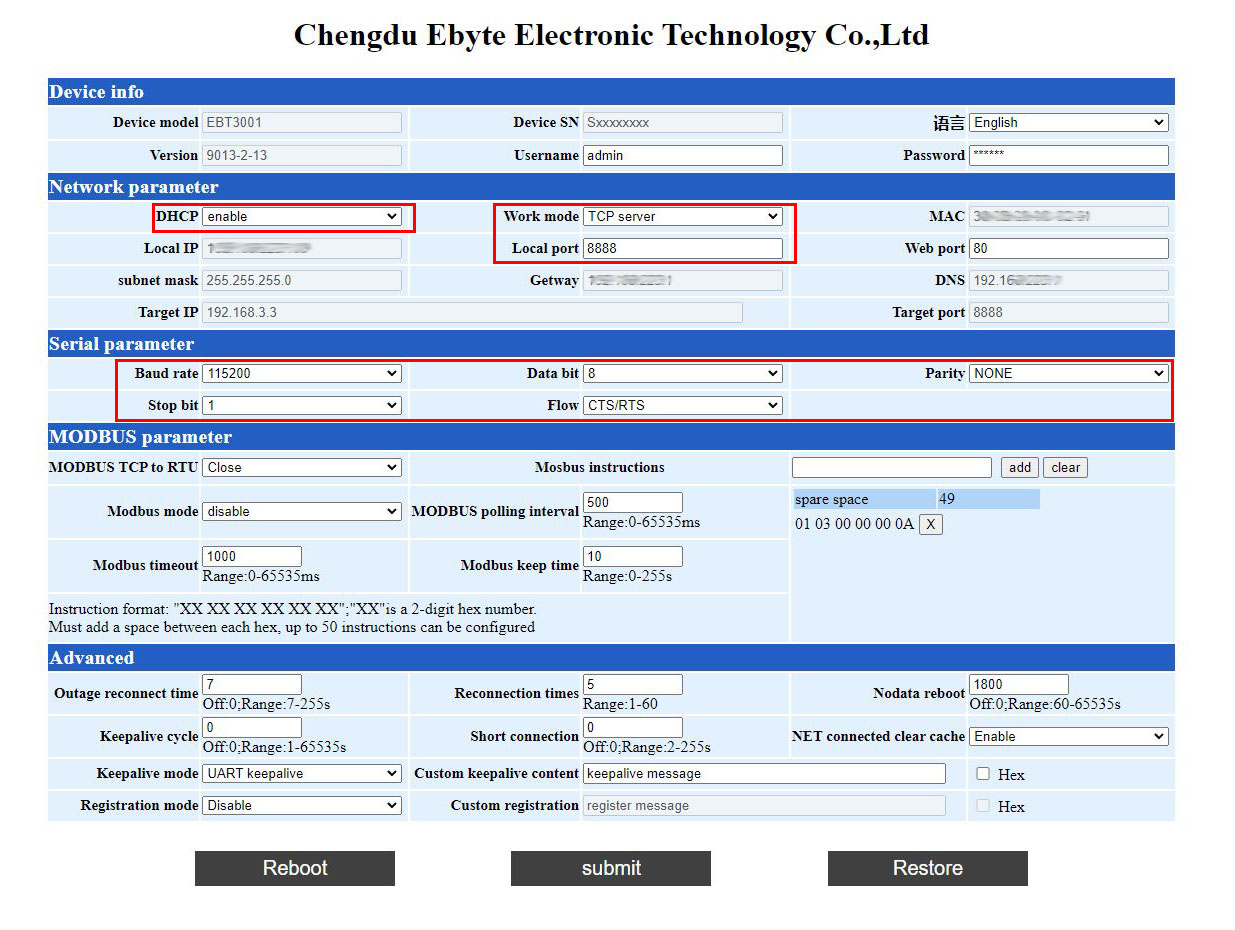 Chengdu Ebyte Electronic Technology Co.,Ltd
Device info
Device model EBT3001 Device SN Sxxxxxxxx 语言 English
Version 9013-2-13 Username admin Password ******
Network parameter
DHCP enable Work mode TCP server MAC
Local IP Local port 8888 Web port 80
subnet mask 255.255.255.0 Getway DNS
Target IP 192.168.3.3 Target port 8888
Serial parameter
Baud rate 115200 Data bit 8 Parity NONE
Stop bit 1 Flow CTS/RTS
MODBUS parameter
MODBUS TCP to RTU Close Mosbus instructions add clear
Modbus mode disable MODBUS polling interval 500
Range:0-65535ms
spare space 49
01 03 00 00 00 0A X
Modbus timeout 1000
Range:0-65535ms
Modbus keep time 10
Range:0-255s
Instruction format: "XX XX XX XX XX XX";"XX"is a 2-digit hex number.
Must add a space between each hex, up to 50 instructions can be configured
Advanced
Outage reconnect time 7
Off:0;Range:7-255s
Reconnection times 5
Range:1-60
Nodata reboot 1800
Off:0;Range:60-65535s
Keepalive cycle 0
Off:0;Range:1-65535s
Short connection 0
Off:0;Range:2-255s
NET connected clear cache Enable
Keepalive mode UART keepalive Custom keepalive content keepalive message Hex
Registration mode Disable Custom registration register message Hex
Reboot submit Restore